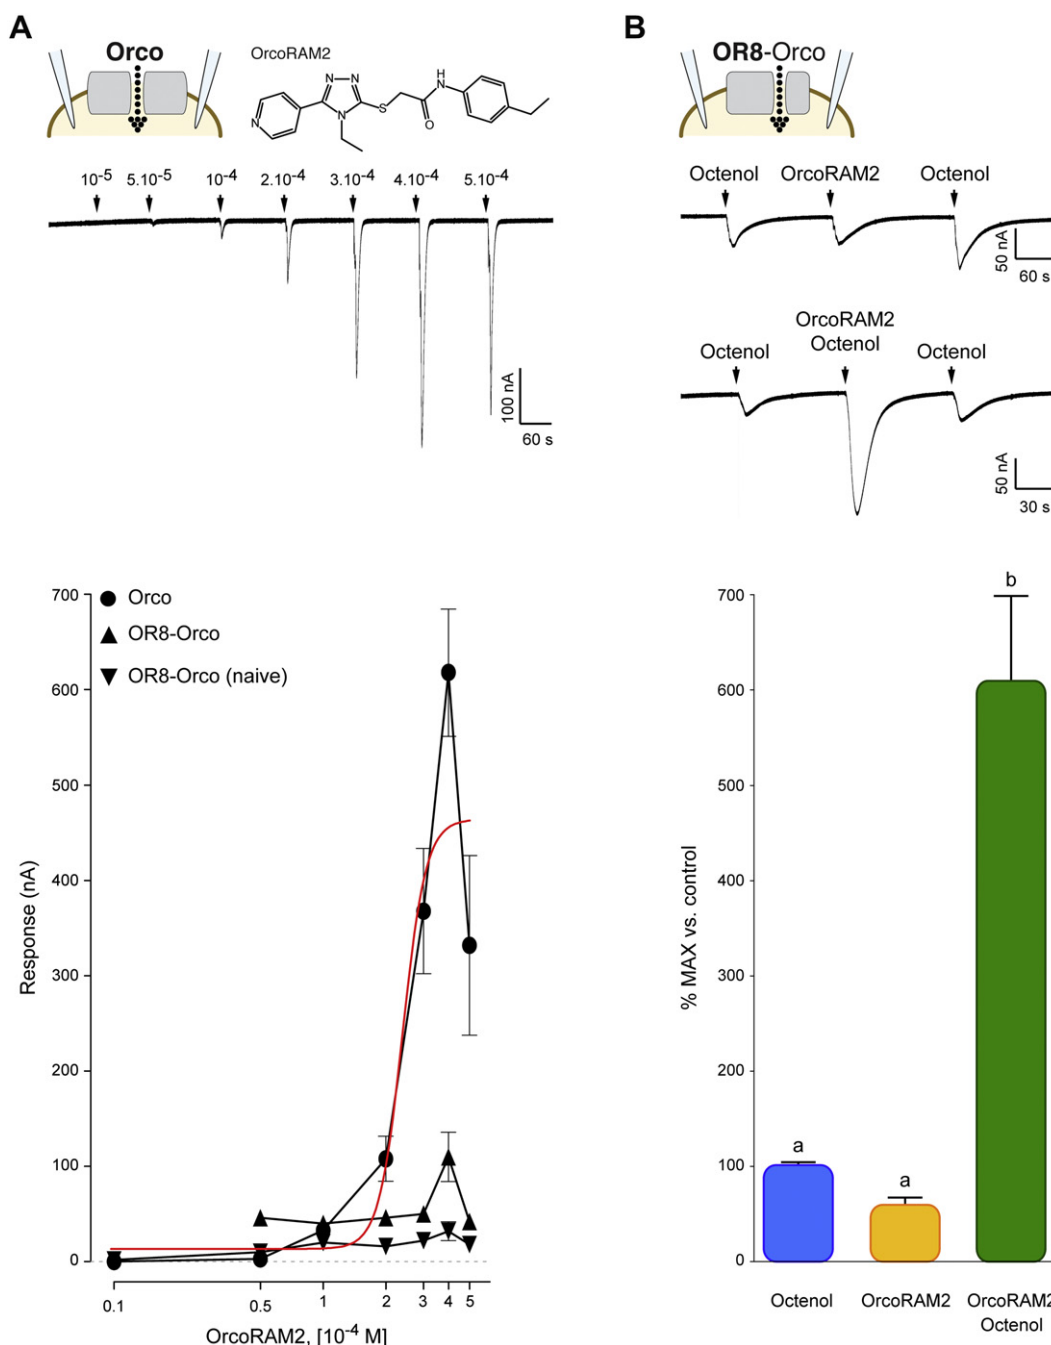 A
Orco
OrcoRAM2
N N
H
N
S
N
O
N
10-5 5.10-5 10-4 2.10-4 3.10-4 4.10-4 5.10-4
100 nA
60 s
B
OR8-Orco
Octenol OrcoRAM2 Octenol
50 nA
60 s
OrcoRAM2
Octenol Octenol Octenol
50 nA
30 s
Orco
OR8-Orco
OR8-Orco (naive)
Response (nA)
700
600
500
400
300
200
100
0
0.1 0.5 1 2 3 4 5
OrcoRAM2, [10-4 M]
% MAX vs. control
700
600
500
400
300
200
100
0
a
a
b
Octenol OrcoRAM2 OrcoRAM2
Octenol